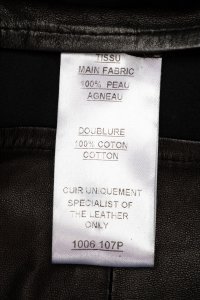 TISSU
MAIN FABRIC
100% PEAU
AGNEAU
DOUBLURE
100% COTON
COTTON
CUIR UNIQUEMENT
SPECIALIST OF
THE LEATHER
ONLY
1006 107P